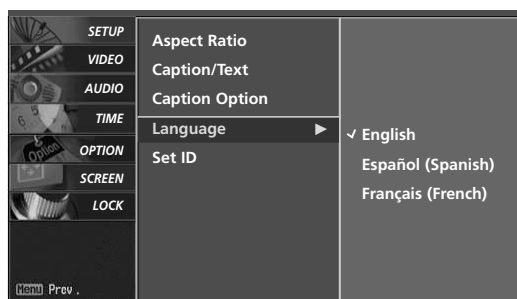 SETUP
VIDEO
AUDIO
TIME
OPTION
SCREEN
LOCK
Option
Menu Prev.
Aspect Ratio
Caption/Text
Caption Option
Language ▶
Set ID
✓ English
Español (Spanish)
Français (French)